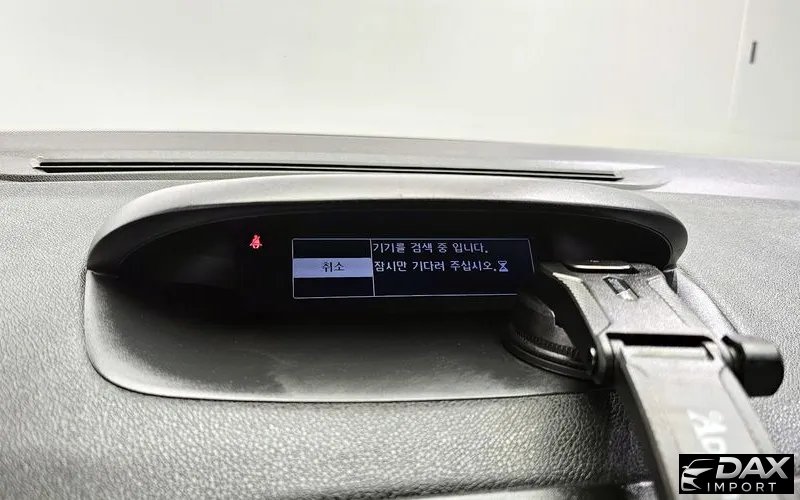 기기를 검색 중 입니다.
취소
잠시만 기다려 주십시오.
DAX
IMPORT